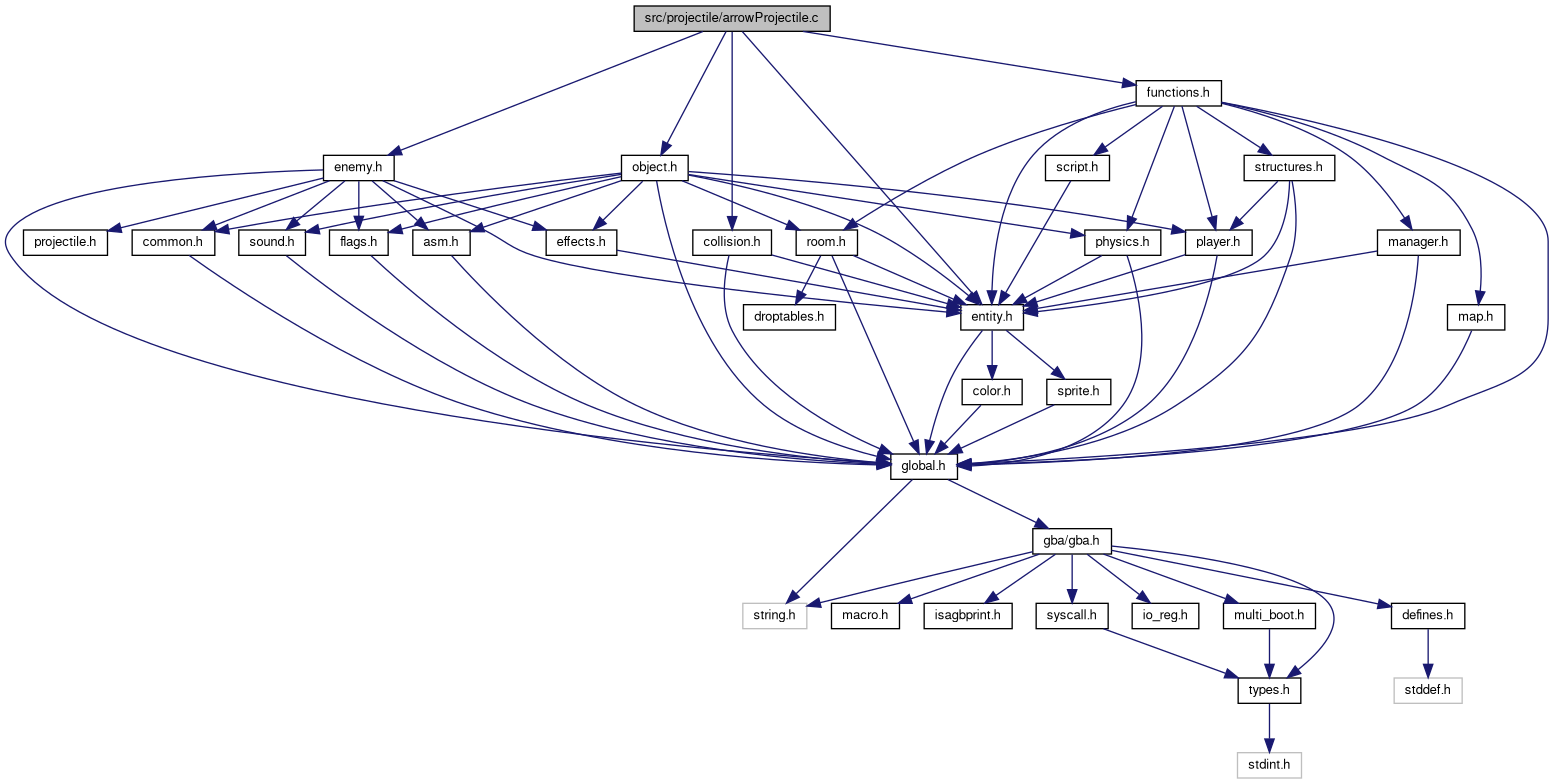 src/projectile/arrowProjectile.c
functions.h
enemy.h
object.h
script.h
structures.h
projectile.h
common.h
sound.h
flags.h
asm.h
effects.h
collision.h
room.h
physics.h
player.h
manager.h
droptables.h
entity.h
map.h
color.h
sprite.h
global.h
gba/gba.h
string.h
macro.h
isagbprint.h
syscall.h
io_reg.h
multi_boot.h
defines.h
types.h
stddef.h
stdint.h